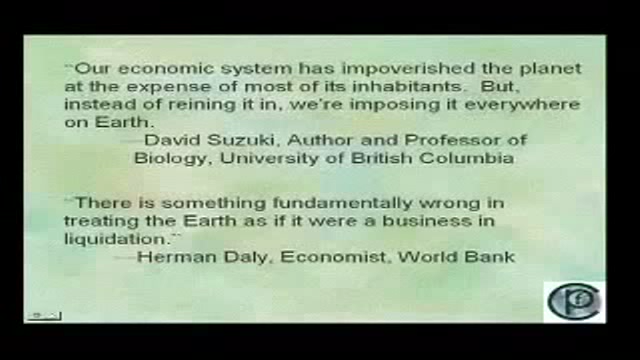 “Our economic system has impoverished the planet
at the expense of most of its inhabitants. But,
instead of reining it in, we're imposing it everywhere
on Earth.
—David Suzuki, Author and Professor of
Biology, University of British Columbia
“There is something fundamentally wrong in
treating the Earth as if it were a business in
liquidation.”
—Herman Daly, Economist, World Bank